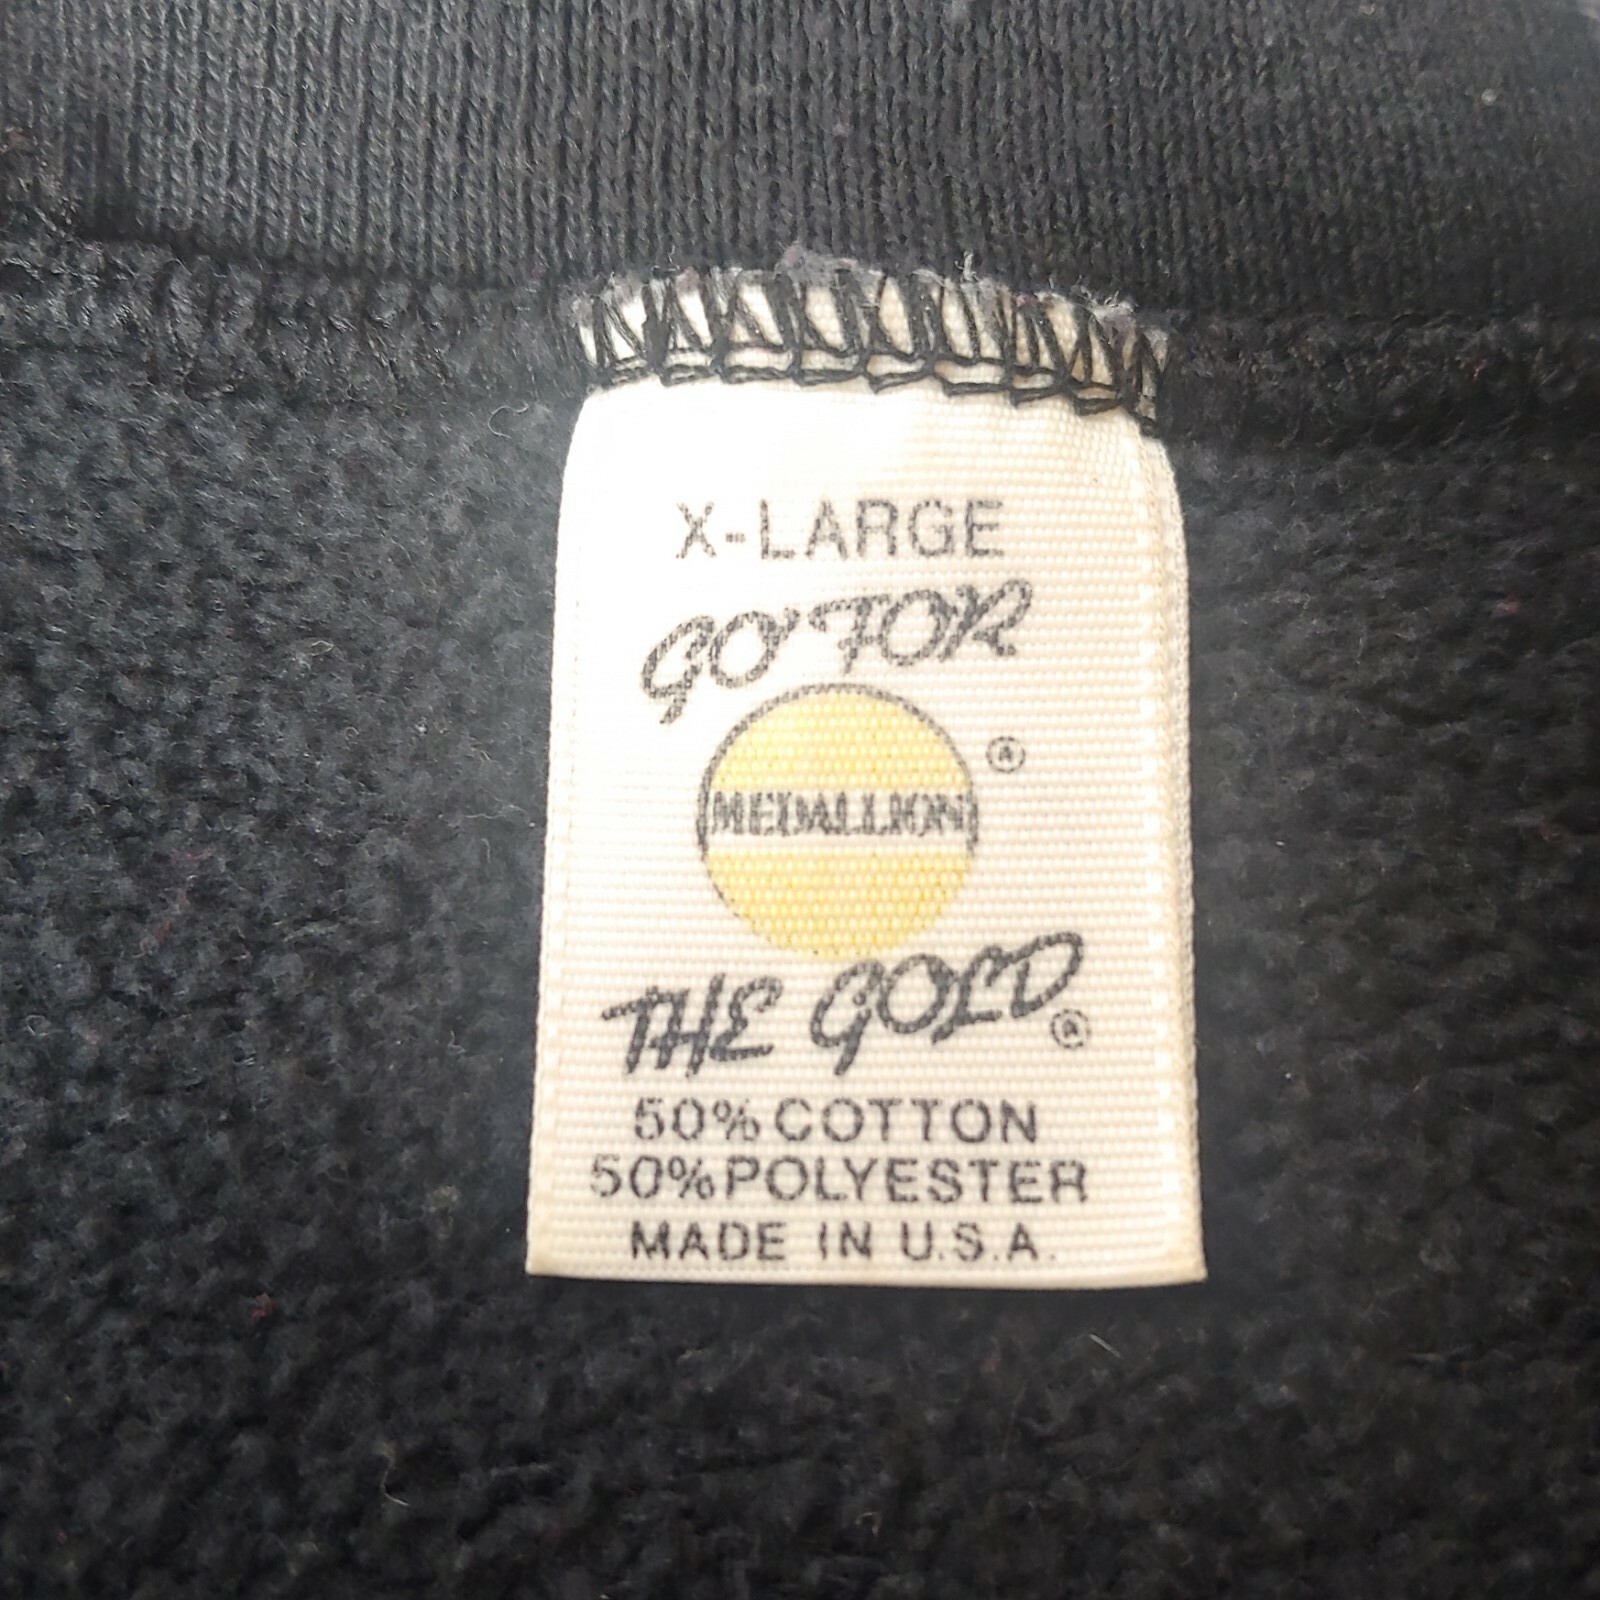 X-LARGE
GO FOR
MEDALLION ®
THE GOLD ®
50% COTTON
50% POLYESTER
MADE IN U.S.A.